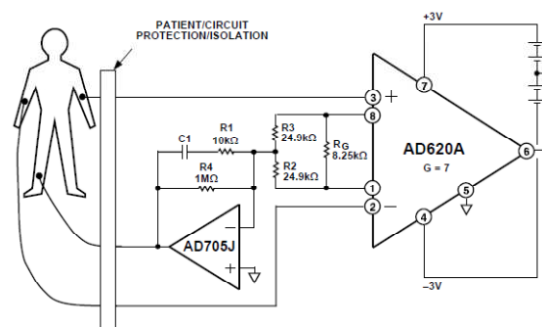 PATIENT/CIRCUIT
PROTECTION/ISOLATION
+3V
7
3
+
8
R1
10kΩ
C1
R3
24.9kΩ
RG
8.25kΩ
AD620A
G = 7
6
R4
1MΩ
R2
24.9kΩ
1
2
–
5
4
AD705J
–
+
–3V